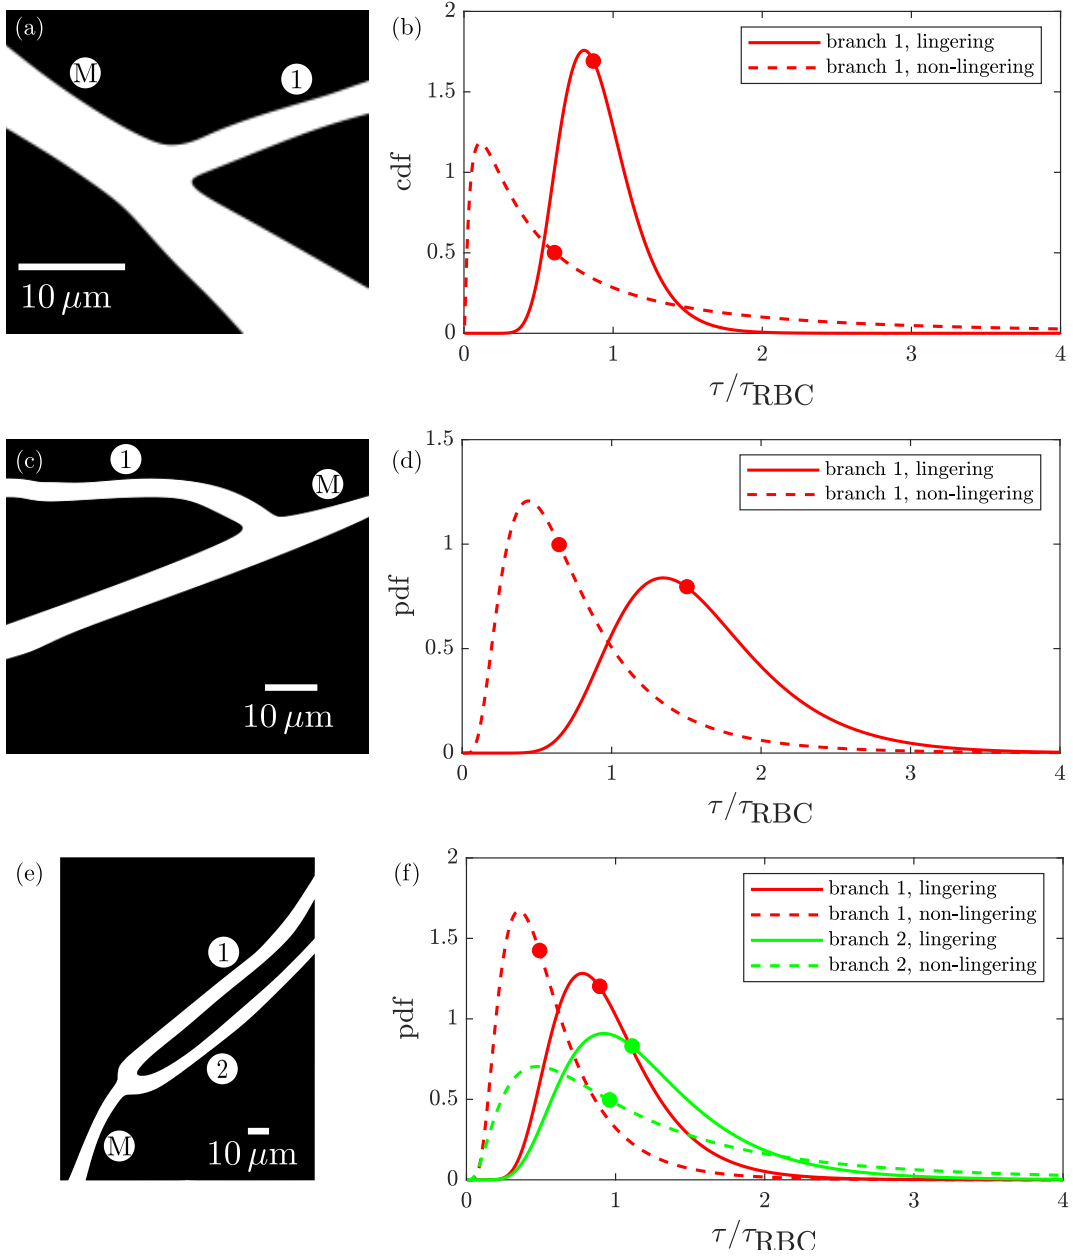 (a)
M
1
10 μm
(b)
2
1.5
1
0.5
0
cdf
branch 1, lingering
branch 1, non-lingering
0 1 2 3 4
τ/τRBC
(c)
1
M
10 μm
(d)
1.5
1
0.5
0
pdf
branch 1, lingering
branch 1, non-lingering
0 1 2 3 4
τ/τRBC
(e)
1
2
M
10 μm
(f)
2
1.5
1
0.5
0
pdf
branch 1, lingering
branch 1, non-lingering
branch 2, lingering
branch 2, non-lingering
0 1 2 3 4
τ/τRBC